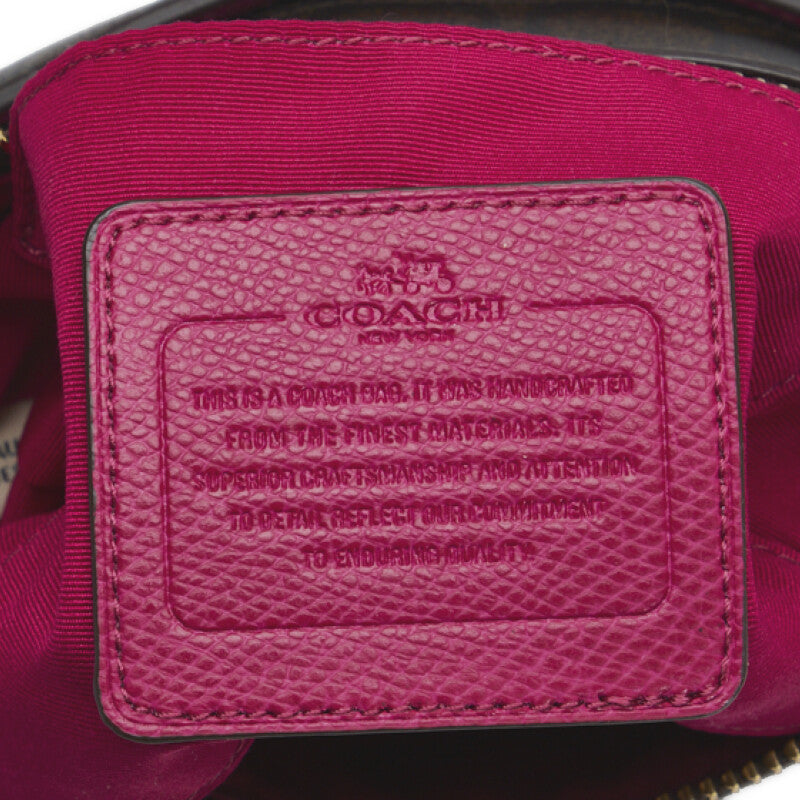 COACH
NEW YORK
THIS IS A COACH BAG. IT WAS HANDCRAFTED
FROM THE FINEST MATERIALS. ITS
SUPERIOR CRAFTSMANSHIP AND ATTENTION
TO DETAIL REFLECT OUR COMMITMENT
TO ENDURING QUALITY.